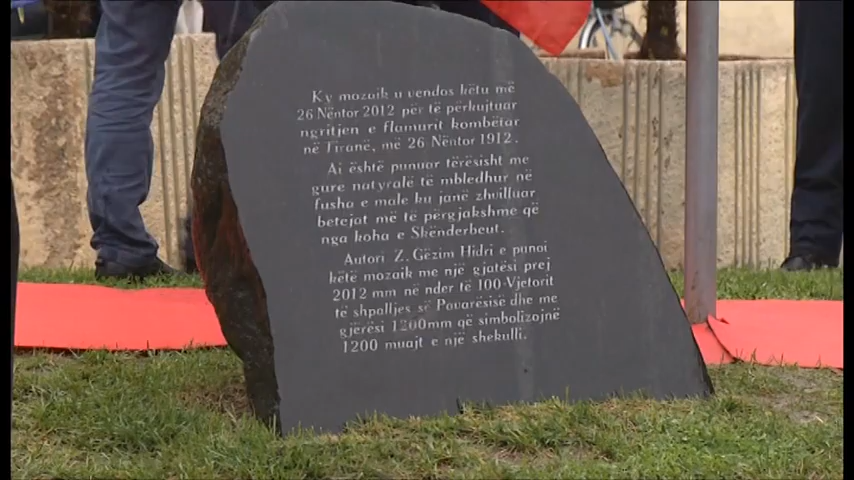 Ky mozaik u vendos këtu më
26 Nëntor 2012 për të përkujtuar
ngritjen e flamurit kombëtar
në Tiranë, më 26 Nëntor 1912.
Ai është punuar tërësisht me
gure natyralë të mbledhur në
fusha e male ku janë zhvilluar
betejat më të përgjakshme që
nga koha e Skënderbeut.
Autori Z. Gëzim Hidri e punoi
këtë mozaik me një gjatësi prej
2012 mm në nder të 100-Vjetorit
të shpalljes së Pavarësisë dhe me
gjerësi 1200mm që simbolizojnë
1200 muajt e një shekulli.